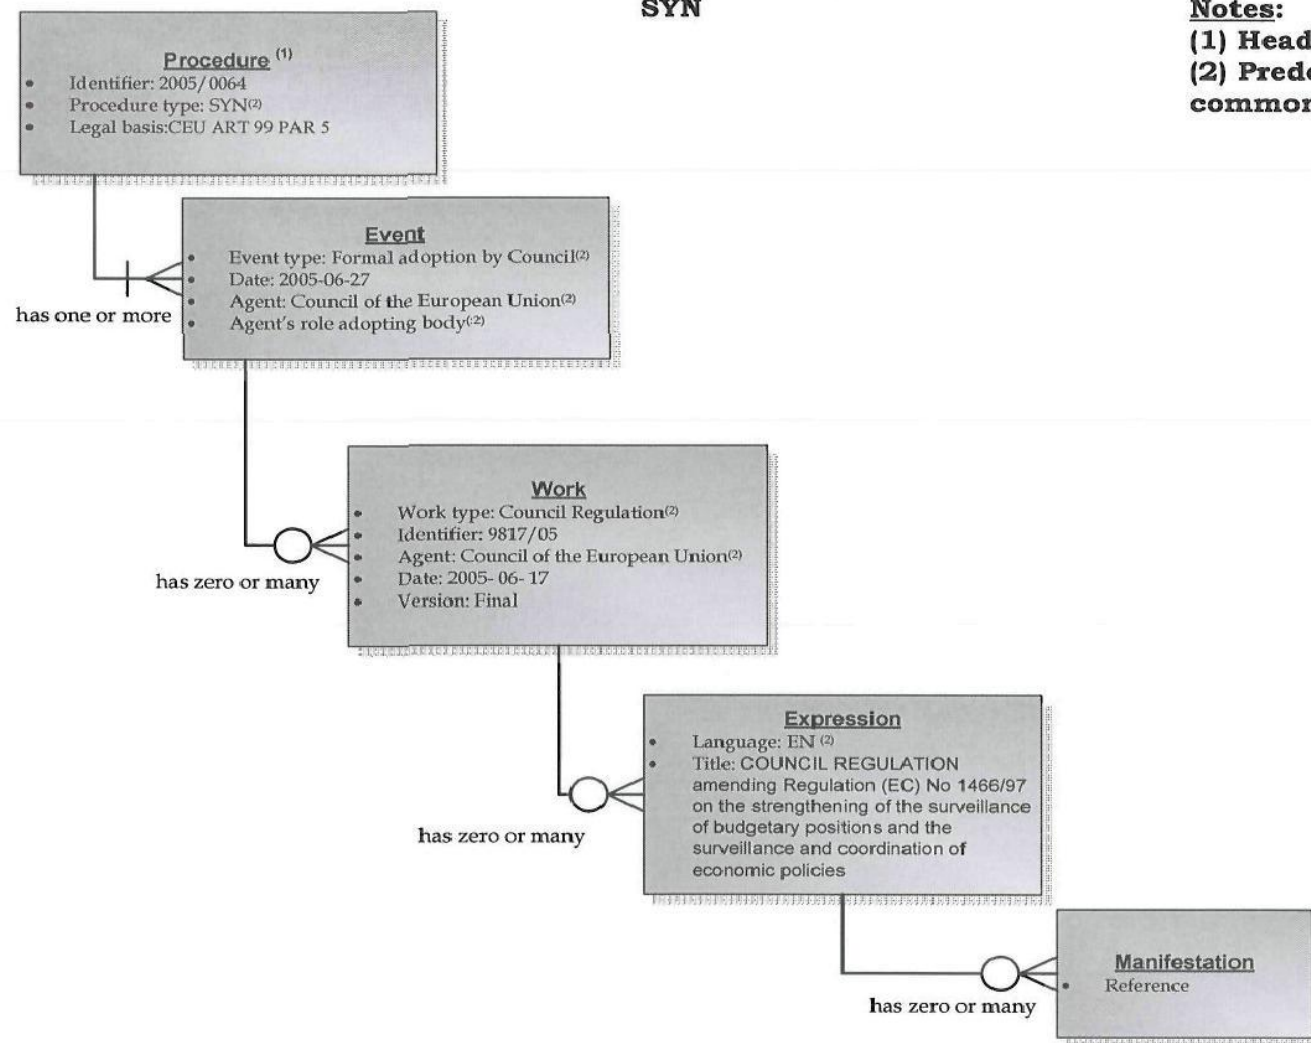 SYN
Notes:
(1) Head
(2) Prede
common
Procedure (1)
• Identifier: 2005/0064
• Procedure type: SYN(2)
• Legal basis:CEU ART 99 PAR 5
has one or more
Event
• Event type: Formal adoption by Council(2)
• Date: 2005-06-27
• Agent: Council of the European Union(2)
• Agent's role adopting body(:2)
has zero or many
Work
• Work type: Council Regulation(2)
• Identifier: 9817/05
• Agent: Council of the European Union(2)
• Date: 2005- 06- 17
• Version: Final
has zero or many
Expression
• Language: EN (2)
• Title: COUNCIL REGULATION
amending Regulation (EC) No 1466/97
on the strengthening of the surveillance
of budgetary positions and the
surveillance and coordination of
economic policies
has zero or many
Manifestation
• Reference